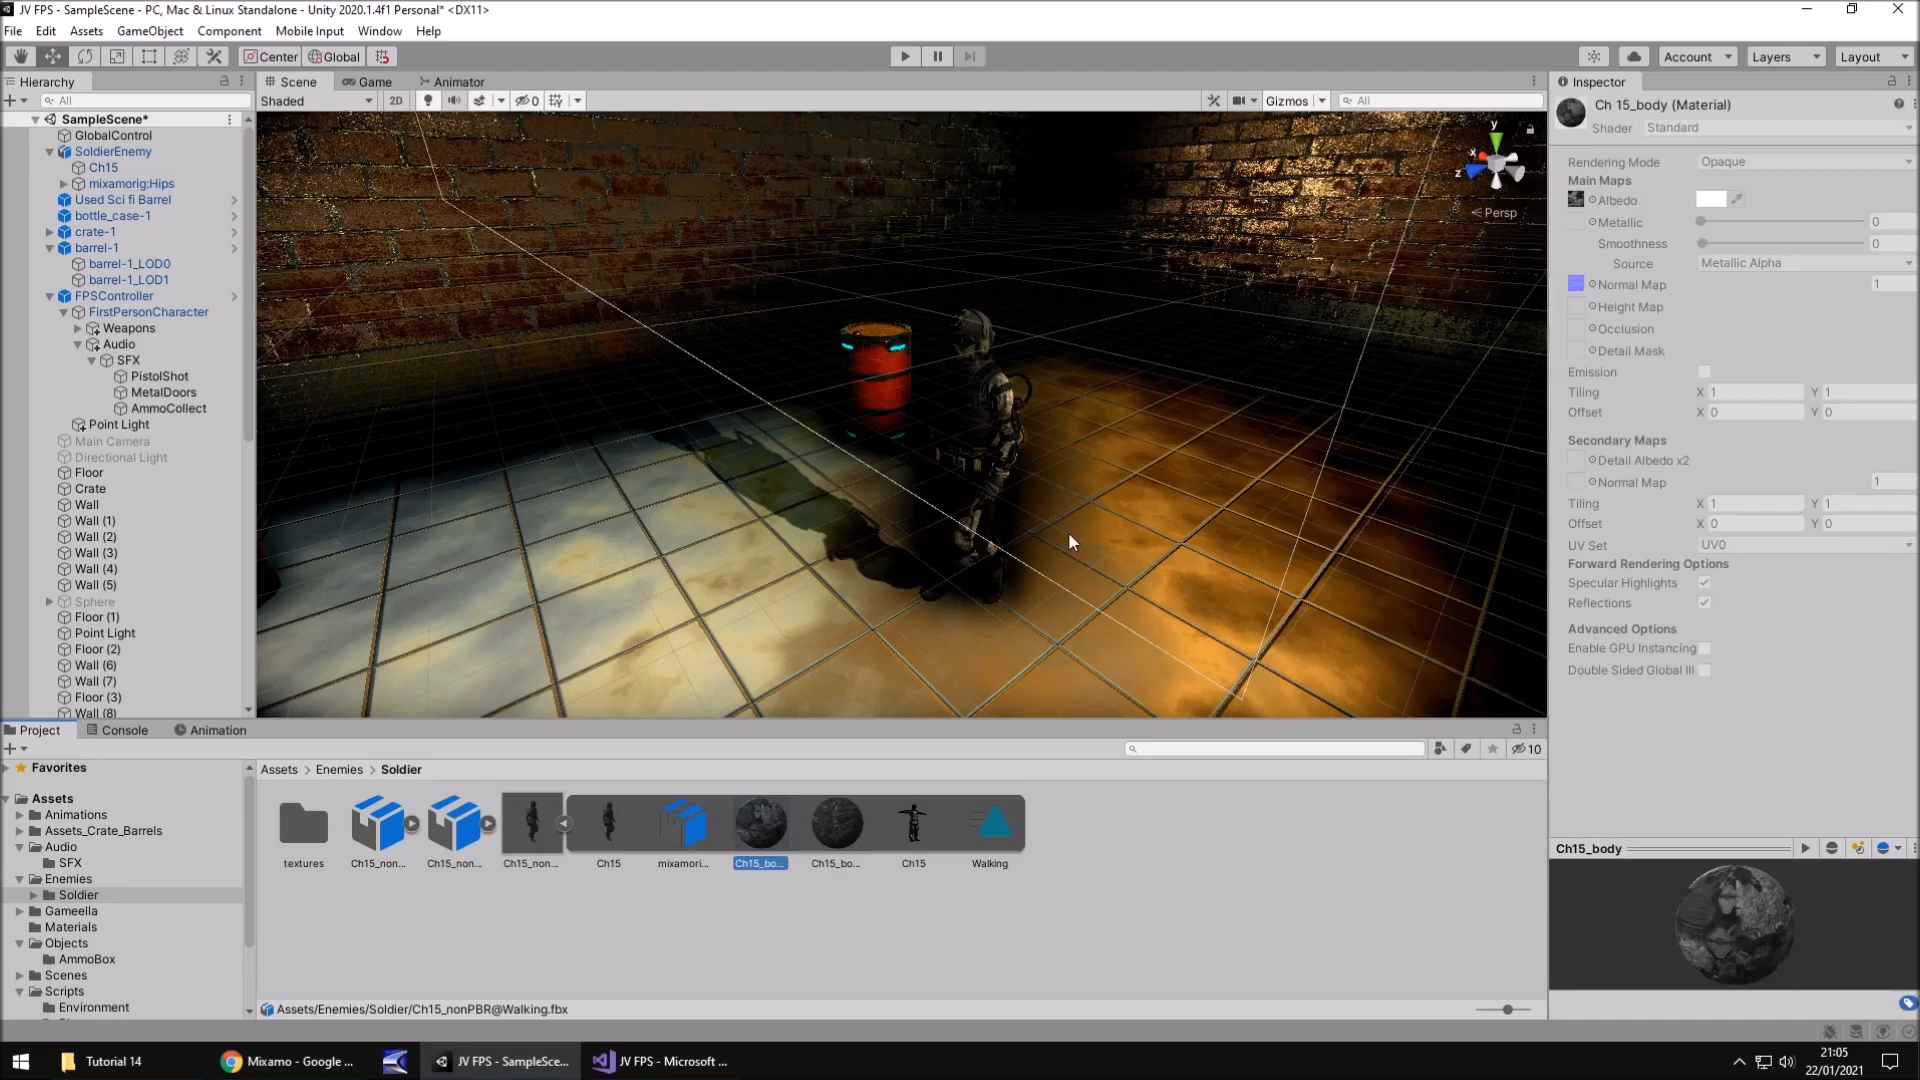 JV FPS - SampleScene - PC, Mac & Linux Standalone - Unity 2020.1.4f1 Personal* <DX11>
File Edit Assets GameObject Component Mobile Input Window Help
Center Global Account Layers Layout
Hierarchy
All
SampleScene*
GlobalControl
SoldierEnemy
Ch15
mixamorig:Hips
Used Sci fi Barrel
bottle_case-1
crate-1
barrel-1
barrel-1_LOD0
barrel-1_LOD1
FPSController
FirstPersonCharacter
Weapons
Audio
SFX
PistolShot
MetalDoors
AmmoCollect
Point Light
Main Camera
Directional Light
Floor
Crate
Wall
Wall (1)
Wall (2)
Wall (3)
Wall (4)
Wall (5)
Sphere
Floor (1)
Point Light
Floor (2)
Wall (6)
Wall (7)
Floor (3)
Wall (8)
Scene Game Animator
Shaded 2D 0 Gizmos All
y
x
z
< Persp
Inspector
Ch 15_body (Material)
Shader Standard
Rendering Mode Opaque
Main Maps
Albedo
Metallic 0
Smoothness 0
Source Metallic Alpha
Normal Map 1
Height Map
Occlusion
Detail Mask
Emission
Tiling X 1 Y 1
Offset X 0 Y 0
Secondary Maps
Detail Albedo x2
Normal Map 1
Tiling X 1 Y 1
Offset X 0 Y 0
UV Set UV0
Forward Rendering Options
Specular Highlights
Reflections
Advanced Options
Enable GPU Instancing
Double Sided Global Ill
Ch15_body
Project Console Animation
10
Favorites
Assets
Animations
Assets_Crate_Barrels
Audio
SFX
Enemies
Soldier
Gameella
Materials
Objects
AmmoBox
Scenes
Scripts
Environment
Assets > Enemies > Soldier
textures Ch15_non... Ch15_non... Ch15_non... Ch15 mixamori... Ch15_bo... Ch15_bo... Ch15 Walking
Assets/Enemies/Soldier/Ch15_nonPBR@Walking.fbx
Tutorial 14 Mixamo - Google ... JV FPS - SampleSce... JV FPS - Microsoft ...
21:05
22/01/2021